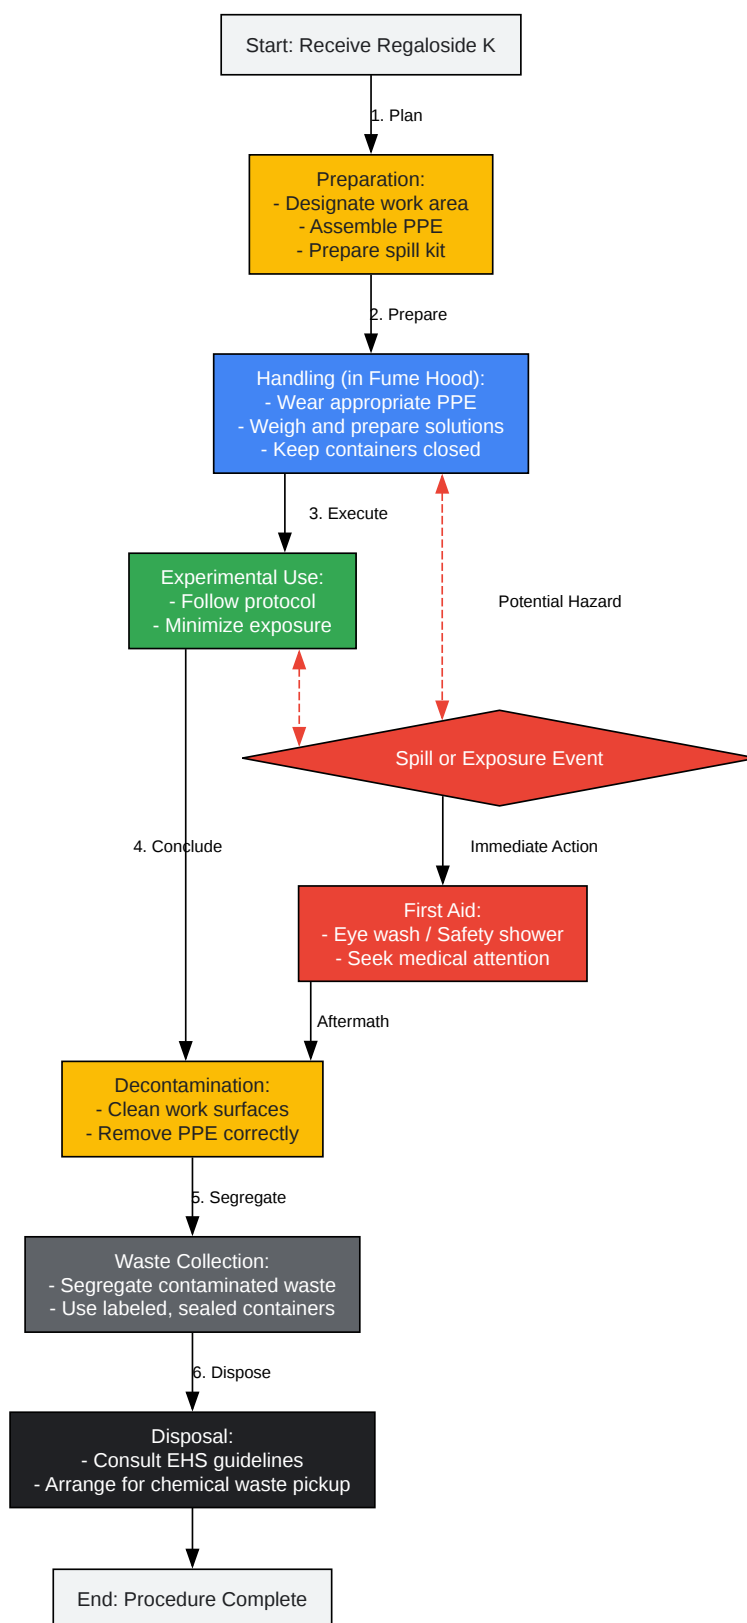 Start: Receive Regaloside K
1. Plan
Preparation:
- Designate work area
- Assemble PPE
- Prepare spill kit
2. Prepare
Handling (in Fume Hood):
- Wear appropriate PPE
- Weigh and prepare solutions
- Keep containers closed
3. Execute
Experimental Use:
- Follow protocol
- Minimize exposure
Potential Hazard
Spill or Exposure Event
4. Conclude
Immediate Action
First Aid:
- Eye wash / Safety shower
- Seek medical attention
Aftermath
Decontamination:
- Clean work surfaces
- Remove PPE correctly
5. Segregate
Waste Collection:
- Segregate contaminated waste
- Use labeled, sealed containers
6. Dispose
Disposal:
- Consult EHS guidelines
- Arrange for chemical waste pickup
End: Procedure Complete